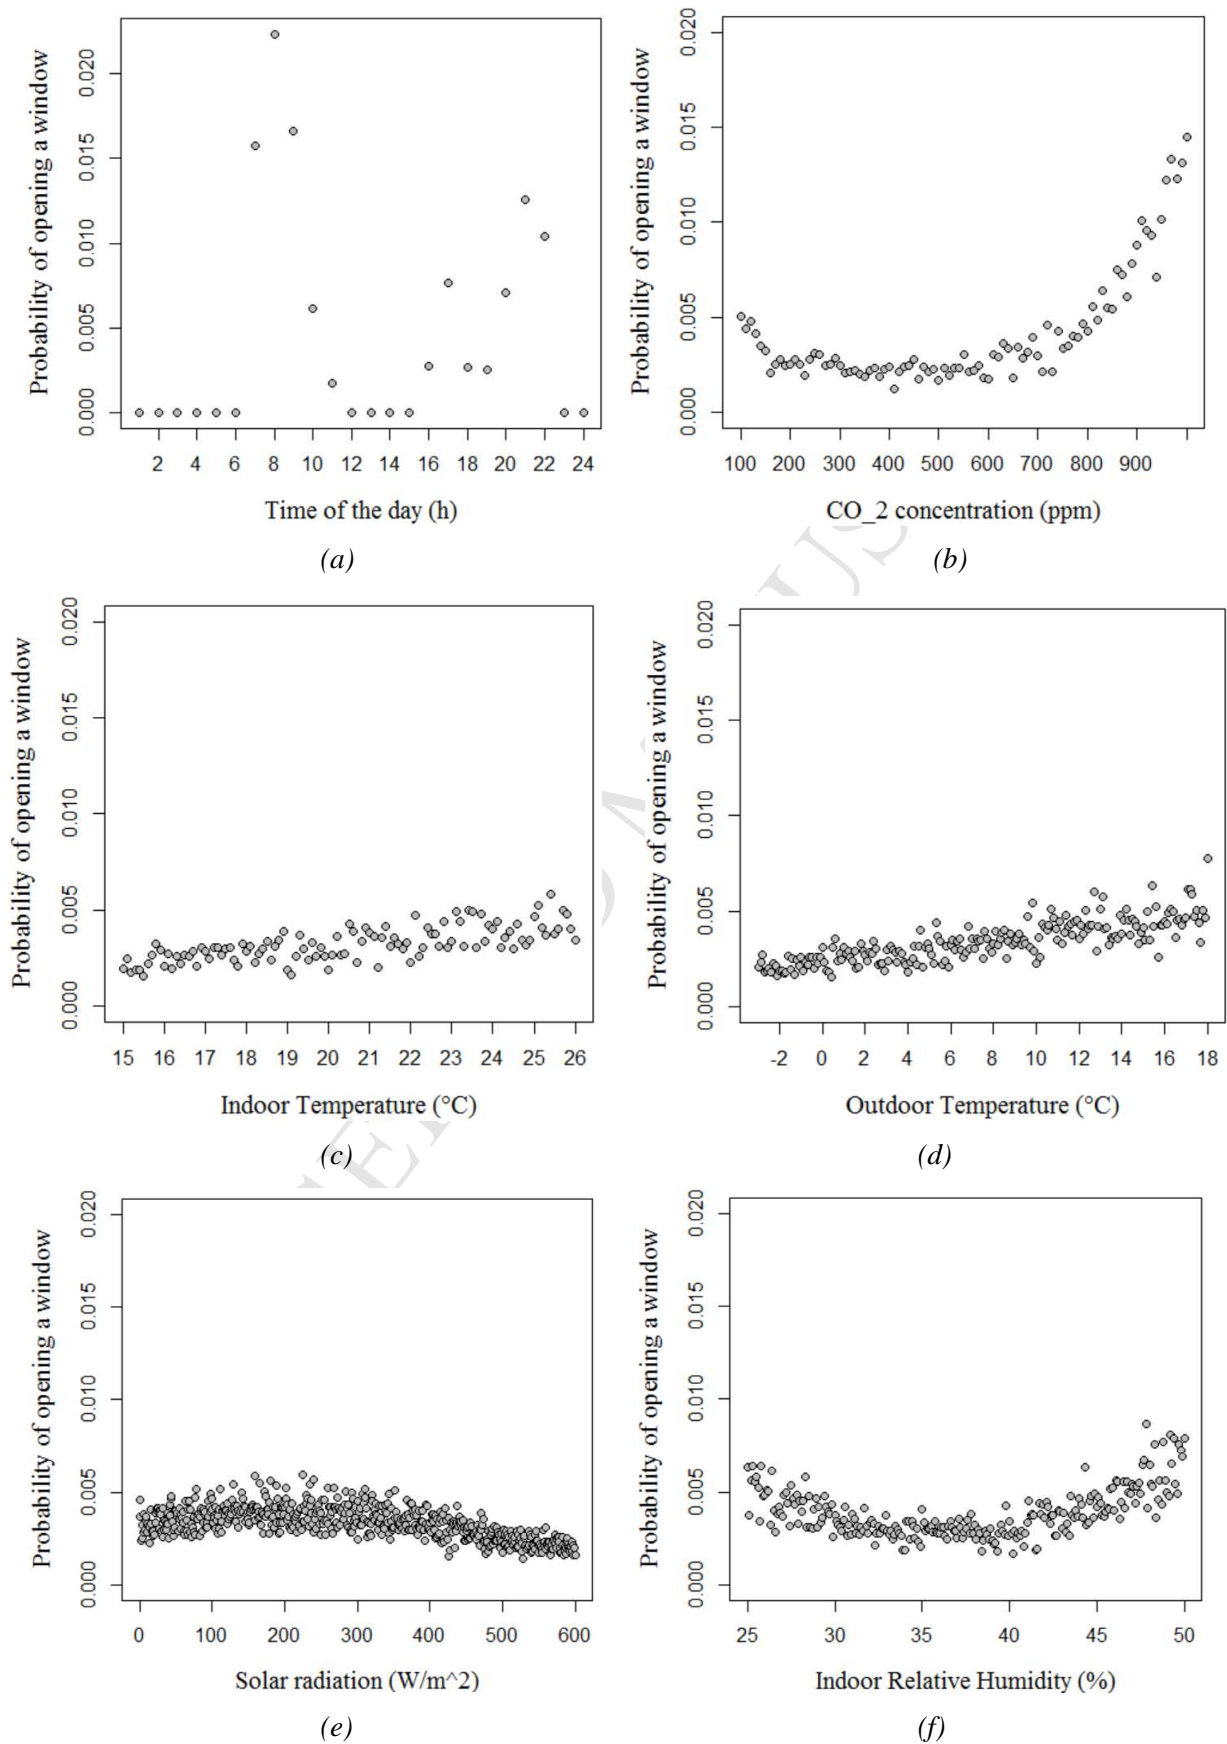 Probability of opening a window
0.000 0.005 0.010 0.015 0.020
2 4 6 8 10 12 14 16 18 20 22 24
Time of the day (h)
(a)
Probability of opening a window
0.000 0.005 0.010 0.015 0.020
100 200 300 400 500 600 700 800 900
CO_2 concentration (ppm)
(b)
Probability of opening a window
0.000 0.005 0.010 0.015 0.020
15 16 17 18 19 20 21 22 23 24 25 26
Indoor Temperature (°C)
(c)
Probability of opening a window
0.000 0.005 0.010 0.015 0.020
-2 0 2 4 6 8 10 12 14 16 18
Outdoor Temperature (°C)
(d)
Probability of opening a window
0.000 0.005 0.010 0.015 0.020
0 100 200 300 400 500 600
Solar radiation (W/m^2)
(e)
Probability of opening a window
0.000 0.005 0.010 0.015 0.020
25 30 35 40 45 50
Indoor Relative Humidity (%)
(f)